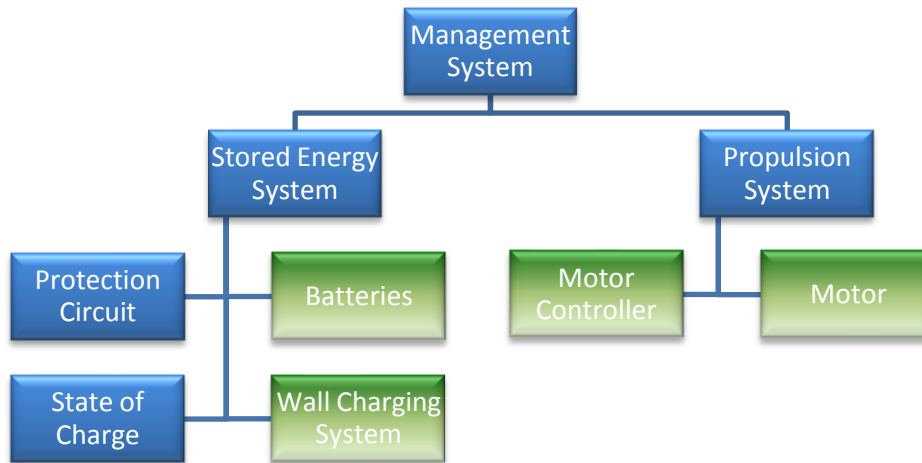 Management
System
Stored Energy
System
Propulsion
System
Protection
Circuit
Batteries
Motor
Controller
Motor
State of
Charge
Wall Charging
System